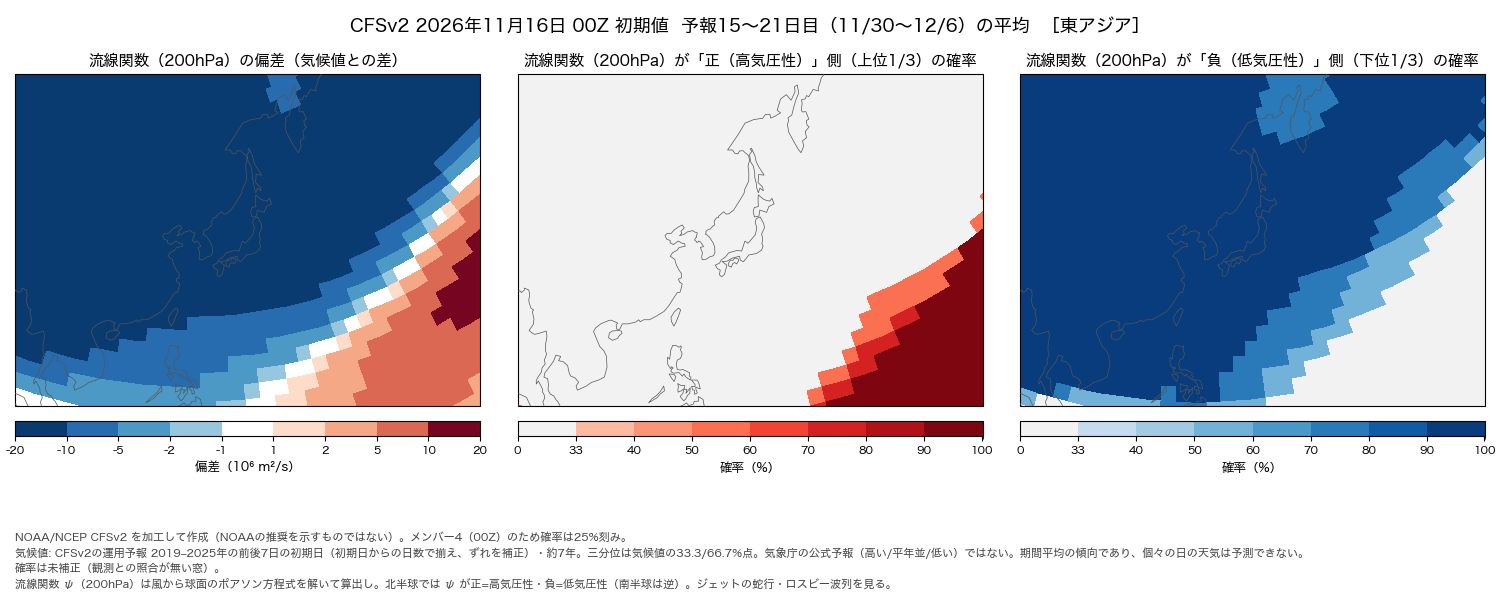 CFSv2 2026年11月16日 00Z 初期値 予報15～21日目（11/30～12/6）の平均 ［東アジア］
流線関数（200hPa）の偏差（気候値との差）
流線関数（200hPa）が「正（高気圧性）」側（上位1/3）の確率
流線関数（200hPa）が「負（低気圧性）」側（下位1/3）の確率
-20 -10 -5 -2 -1 1 2 5 10 20
偏差（10⁶ m²/s）
0 33 40 50 60 70 80 90 100
確率（%）
0 33 40 50 60 70 80 90 100
確率（%）
NOAA/NCEP CFSv2 を加工して作成（NOAAの推奨を示すものではない）。メンバー4（00Z）のため確率は25%刻み。
気候値: CFSv2の運用予報 2019–2025年の前後7日の初期日（初期日からの日数で揃え、ずれを補正）・約7年。三分位は気候値の33.3/66.7%点。気象庁の公式予報（高い/平年並/低い）ではない。期間平均の傾向であり、個々の日の天気は予測できない。
確率は未補正（観測との照合が無い窓）。
流線関数 ψ（200hPa）は風から球面のポアソン方程式を解いて算出し。北半球では ψ が正=高気圧性・負=低気圧性（南半球は逆）。ジェットの蛇行・ロスビー波列を見る。